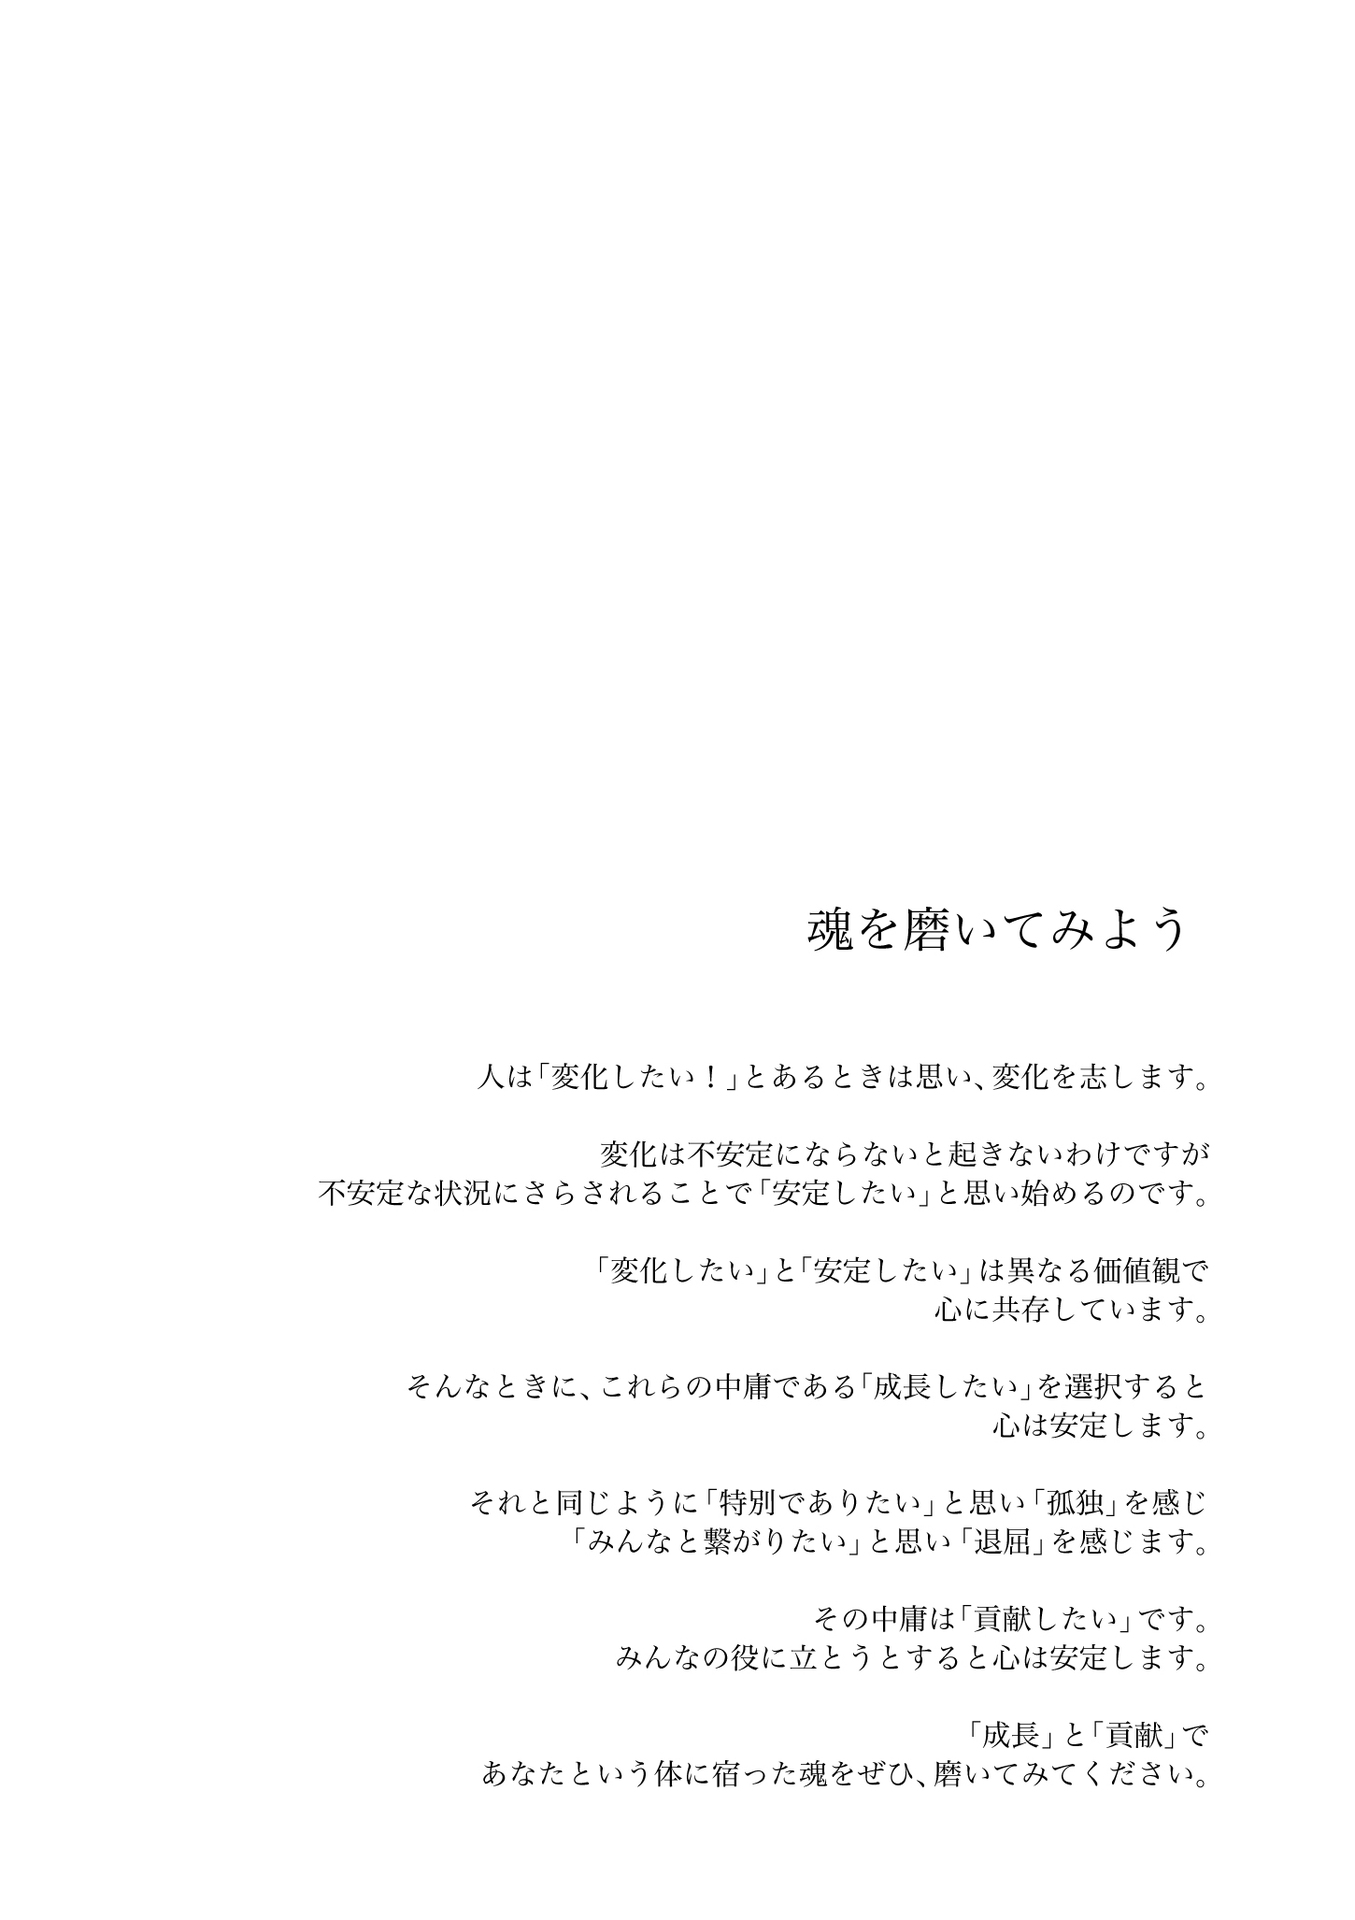 魂を磨いてみよう
人は「変化したい！」とあるときは思い、変化を志します。
変化は不安定にならないと起きないわけですが
不安定な状況にさらされることで「安定したい」と思い始めるのです。
「変化したい」と「安定したい」は異なる価値観で
心に共存しています。
そんなときに、これらの中庸である「成長したい」を選択すると
心は安定します。
それと同じように「特別でありたい」と思い「孤独」を感じ
「みんなと繋がりたい」と思い「退屈」を感じます。
その中庸は「貢献したい」です。
みんなの役に立とうとすると心は安定します。
「成長」と「貢献」で
あなたという体に宿った魂をぜひ、磨いてみてください。